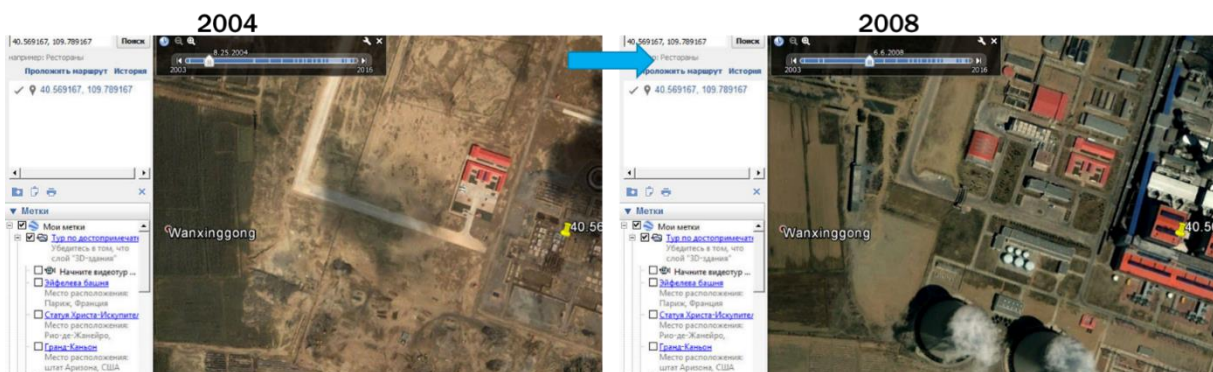 2004
2008
40.569167, 109.789167
Поиск
например: Рестораны
Проложить маршрут История
40.569167, 109.789167
8.25.2004
2003
2016
Метки
Мои метки
Тур по достопримечат
Убедитесь в том, что
слой "3D-здания"
Начните видеотур ...
Эйфелева башня
Место расположения:
Париж, Франция
Статуя Христа-Искупител
Место расположения:
Рио-де-Жанейро,
Гранд-Каньон
Место расположения:
штат Аризона, США
Wanxinggong
40.56
40.569167, 109.789167
Поиск
Рестораны
Проложить маршрут История
40.569167, 109.789167
6.6.2008
2003
2016
Метки
Мои метки
Тур по достопримечат
Убедитесь в том, что
слой "3D-здания"
Начните видеотур ...
Эйфелева башня
Место расположения:
Париж, Франция
Статуя Христа-Искупител
Место расположения:
Рио-де-Жанейро,
Гранд-Каньон
Место расположения:
штат Аризона, США
Wanxinggong
40.5